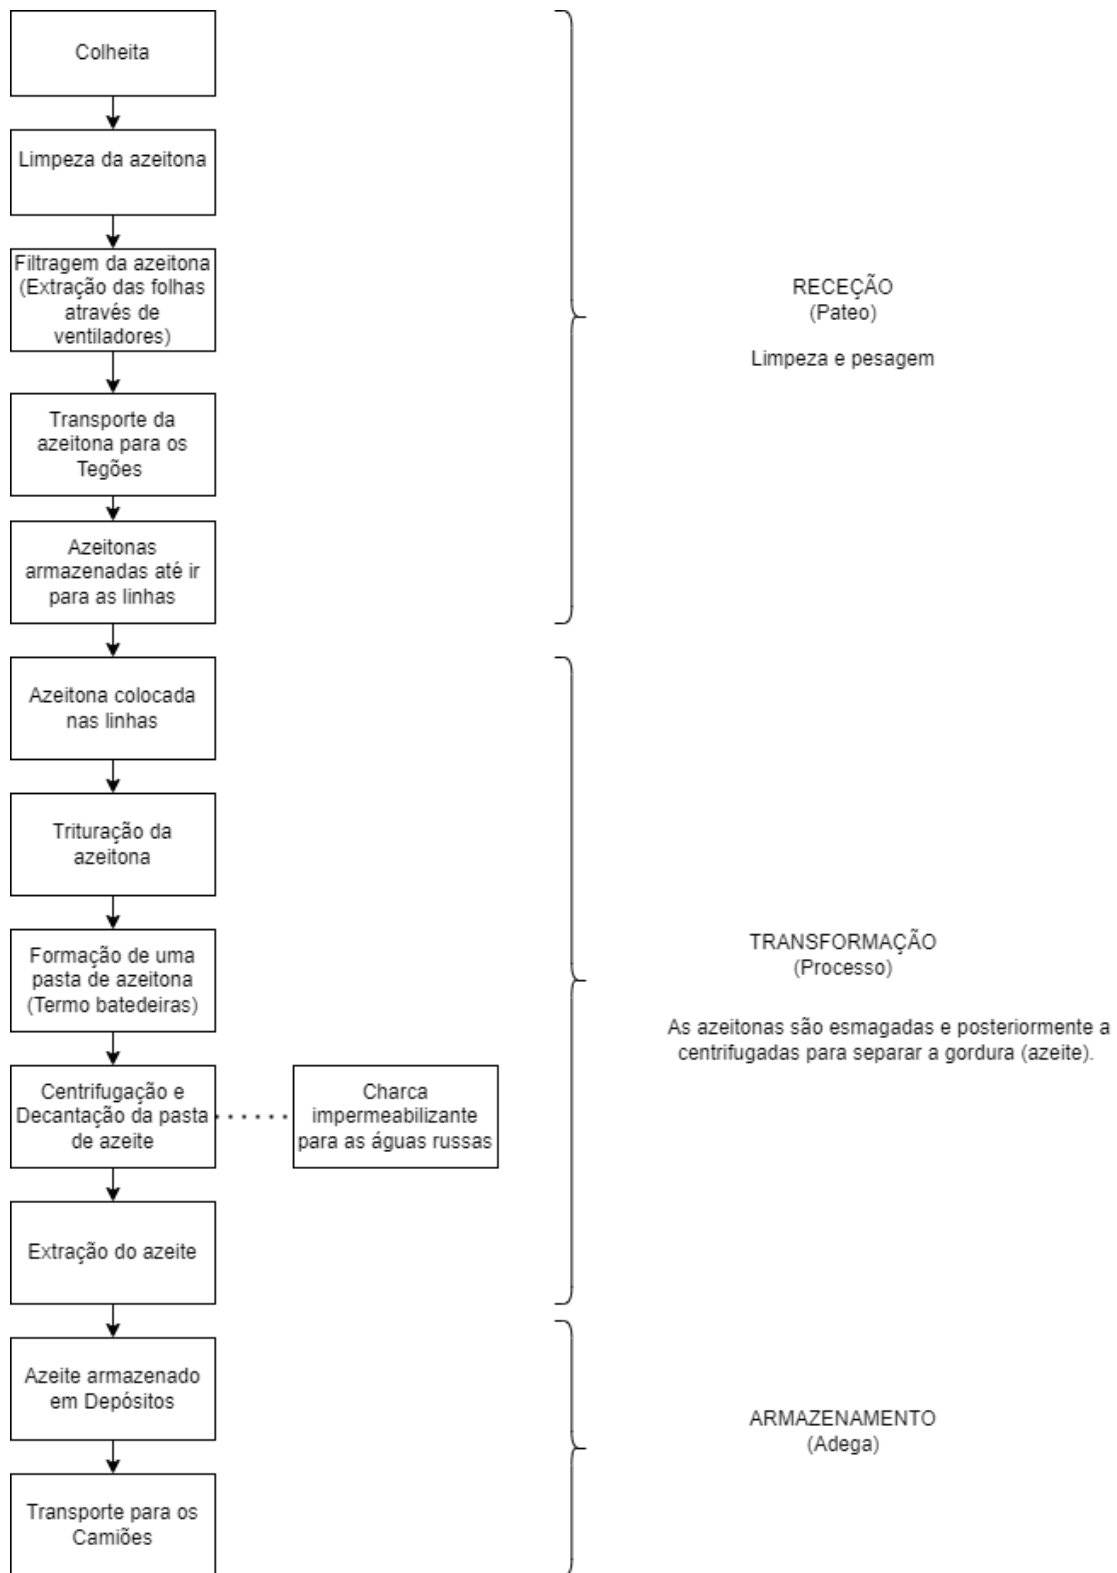 Colheita
Limpeza da azeitona
Filtragem da azeitona
(Extração das folhas
através de
ventiladores)
RECEÇÃO
(Pateo)
Limpeza e pesagem
Transporte da
azeitona para os
Tegões
Azeitonas
armazenadas até ir
para as linhas
Azeitona colocada
nas linhas
Trituração da
azeitona
Formação de uma
pasta de azeitona
(Termo batedeiras)
TRANSFORMAÇÃO
(Processo)
As azeitonas são esmagadas e posteriormente a
centrifugadas para separar a gordura (azeite).
Centrifugação e
Decantação da pasta
de azeite
Charca
impermeabilizante
para as águas russas
Extração do azeite
Azeite armazenado
em Depósitos
ARMAZENAMENTO
(Adega)
Transporte para os
Camiões